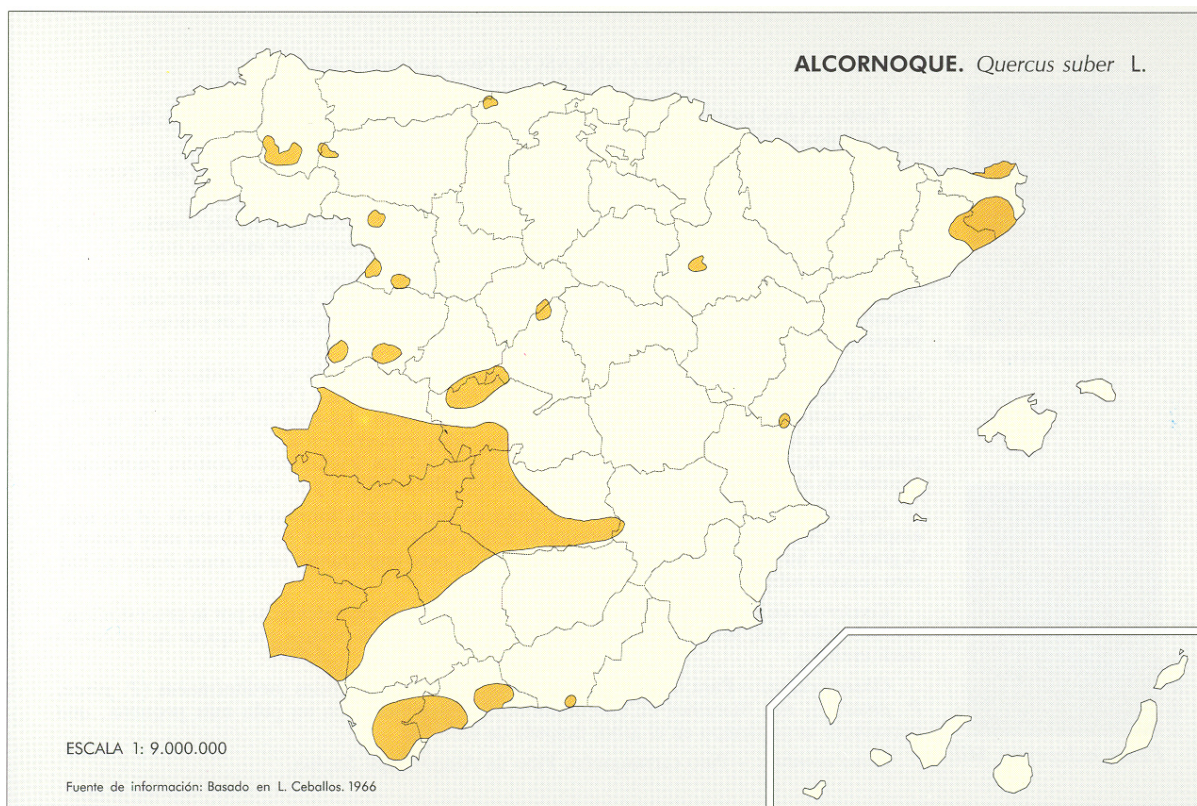 ALCORNOQUE. Quercus suber L.
ESCALA 1: 9.000.000
Fuente de información: Basado en L. Ceballos. 1966